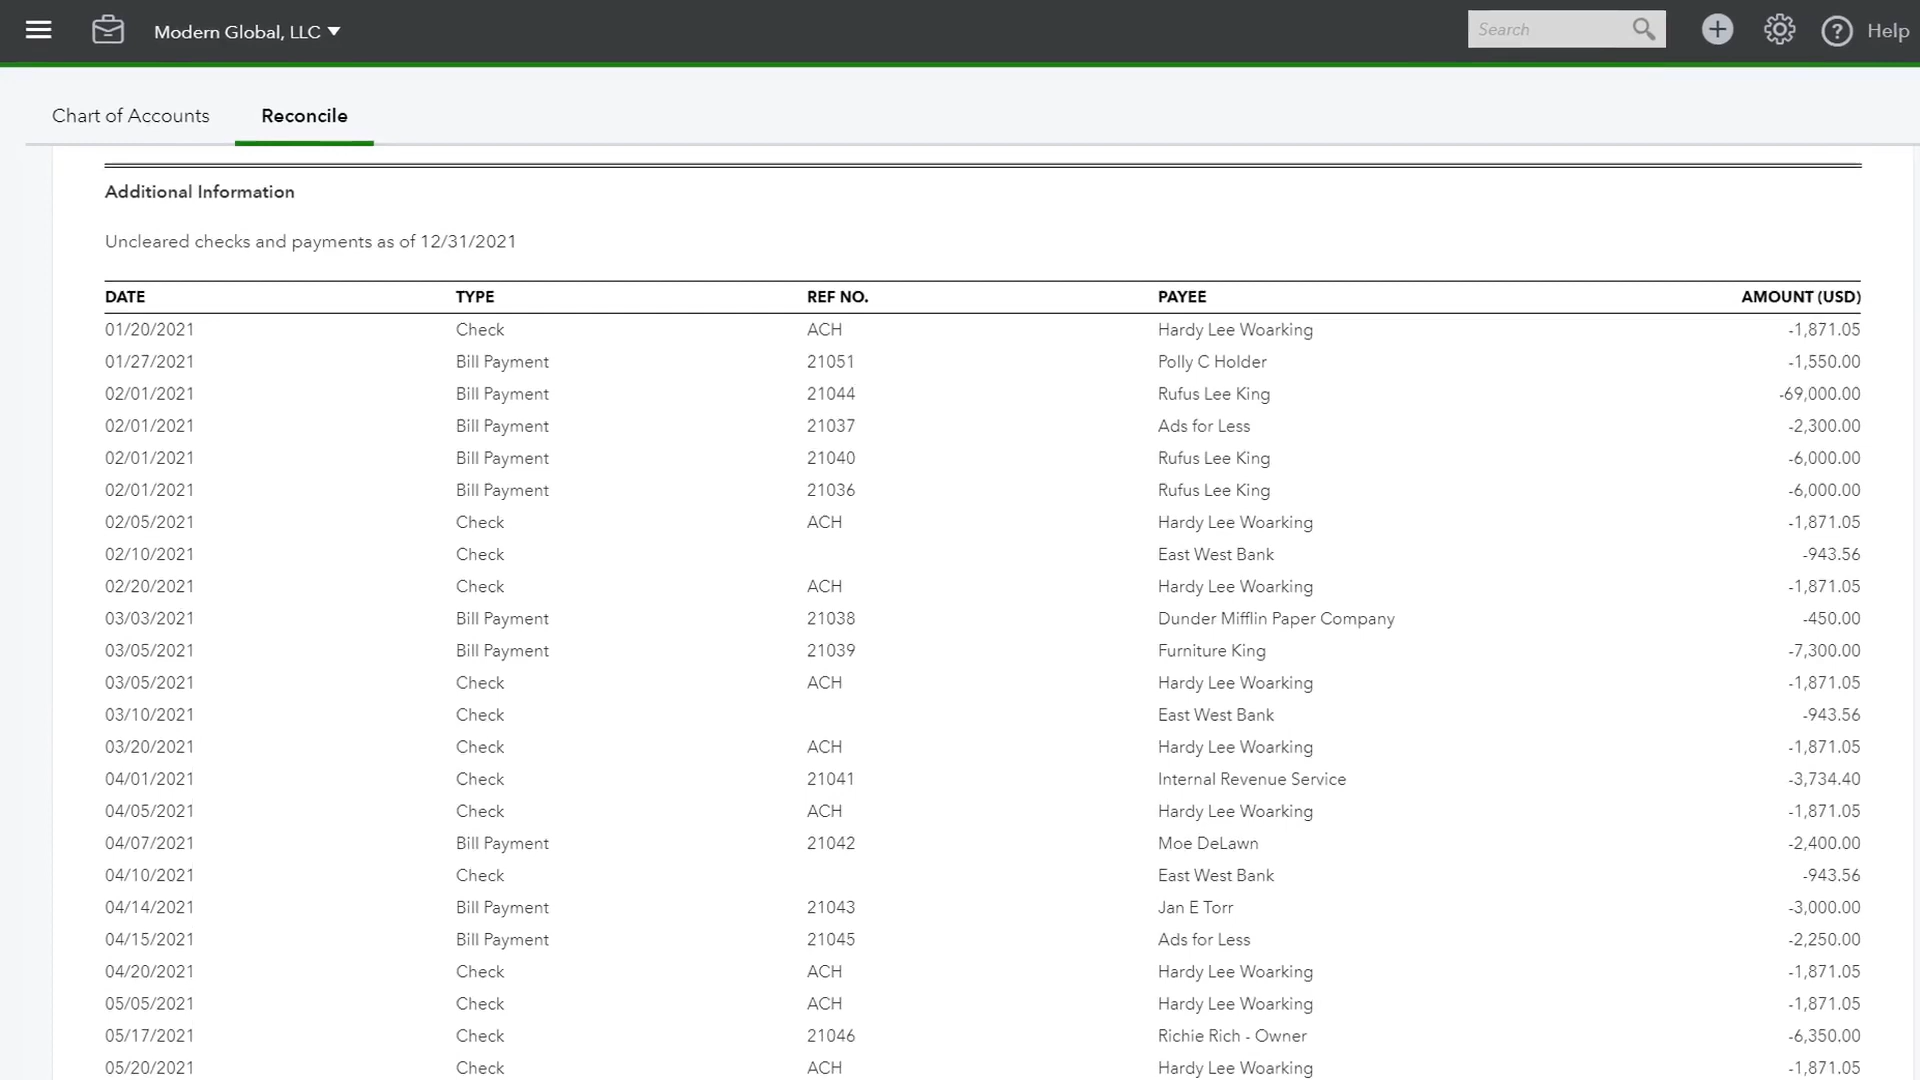 Modern Global, LLC
Search
Help
Chart of Accounts Reconcile
Additional Information
Uncleared checks and payments as of 12/31/2021
DATE TYPE REF NO. PAYEE AMOUNT (USD)
01/20/2021 Check ACH Hardy Lee Woarking -1,871.05
01/27/2021 Bill Payment 21051 Polly C Holder -1,550.00
02/01/2021 Bill Payment 21044 Rufus Lee King -69,000.00
02/01/2021 Bill Payment 21037 Ads for Less -2,300.00
02/01/2021 Bill Payment 21040 Rufus Lee King -6,000.00
02/01/2021 Bill Payment 21036 Rufus Lee King -6,000.00
02/05/2021 Check ACH Hardy Lee Woarking -1,871.05
02/10/2021 Check East West Bank -943.56
02/20/2021 Check ACH Hardy Lee Woarking -1,871.05
03/03/2021 Bill Payment 21038 Dunder Mifflin Paper Company -450.00
03/05/2021 Bill Payment 21039 Furniture King -7,300.00
03/05/2021 Check ACH Hardy Lee Woarking -1,871.05
03/10/2021 Check East West Bank -943.56
03/20/2021 Check ACH Hardy Lee Woarking -1,871.05
04/01/2021 Check 21041 Internal Revenue Service -3,734.40
04/05/2021 Check ACH Hardy Lee Woarking -1,871.05
04/07/2021 Bill Payment 21042 Moe DeLawn -2,400.00
04/10/2021 Check East West Bank -943.56
04/14/2021 Bill Payment 21043 Jan E Torr -3,000.00
04/15/2021 Bill Payment 21045 Ads for Less -2,250.00
04/20/2021 Check ACH Hardy Lee Woarking -1,871.05
05/05/2021 Check ACH Hardy Lee Woarking -1,871.05
05/17/2021 Check 21046 Richie Rich - Owner -6,350.00
05/20/2021 Check ACH Hardy Lee Woarking -1,871.05